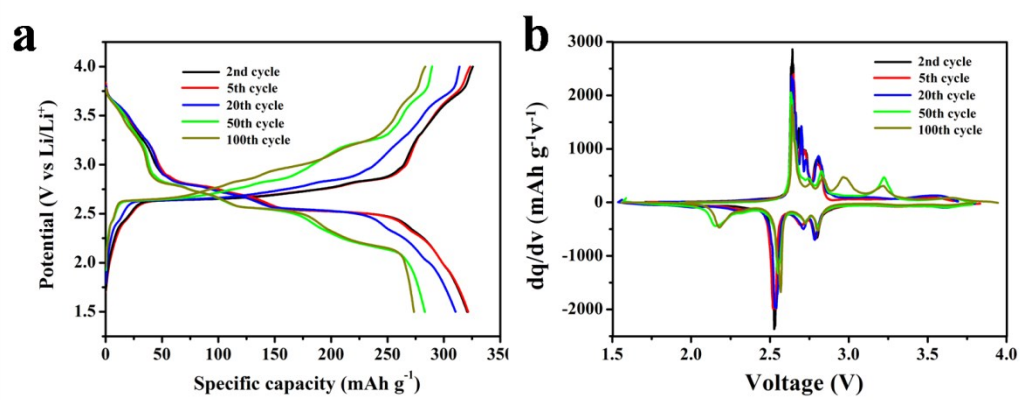 a
4.0
3.5
3.0
2.5
2.0
1.5
Potential (V vs Li/Li⁺)
2nd cycle
5th cycle
20th cycle
50th cycle
100th cycle
0 50 100 150 200 250 300 35
Specific capacity (mAh g⁻¹)
b
3000
2000
1000
0
-1000
-2000
dq/dv (mAh g⁻¹v⁻¹)
2nd cycle
5th cycle
20th cycle
50th cycle
100th cycle
1.5 2.0 2.5 3.0 3.5 4.0
Voltage (V)